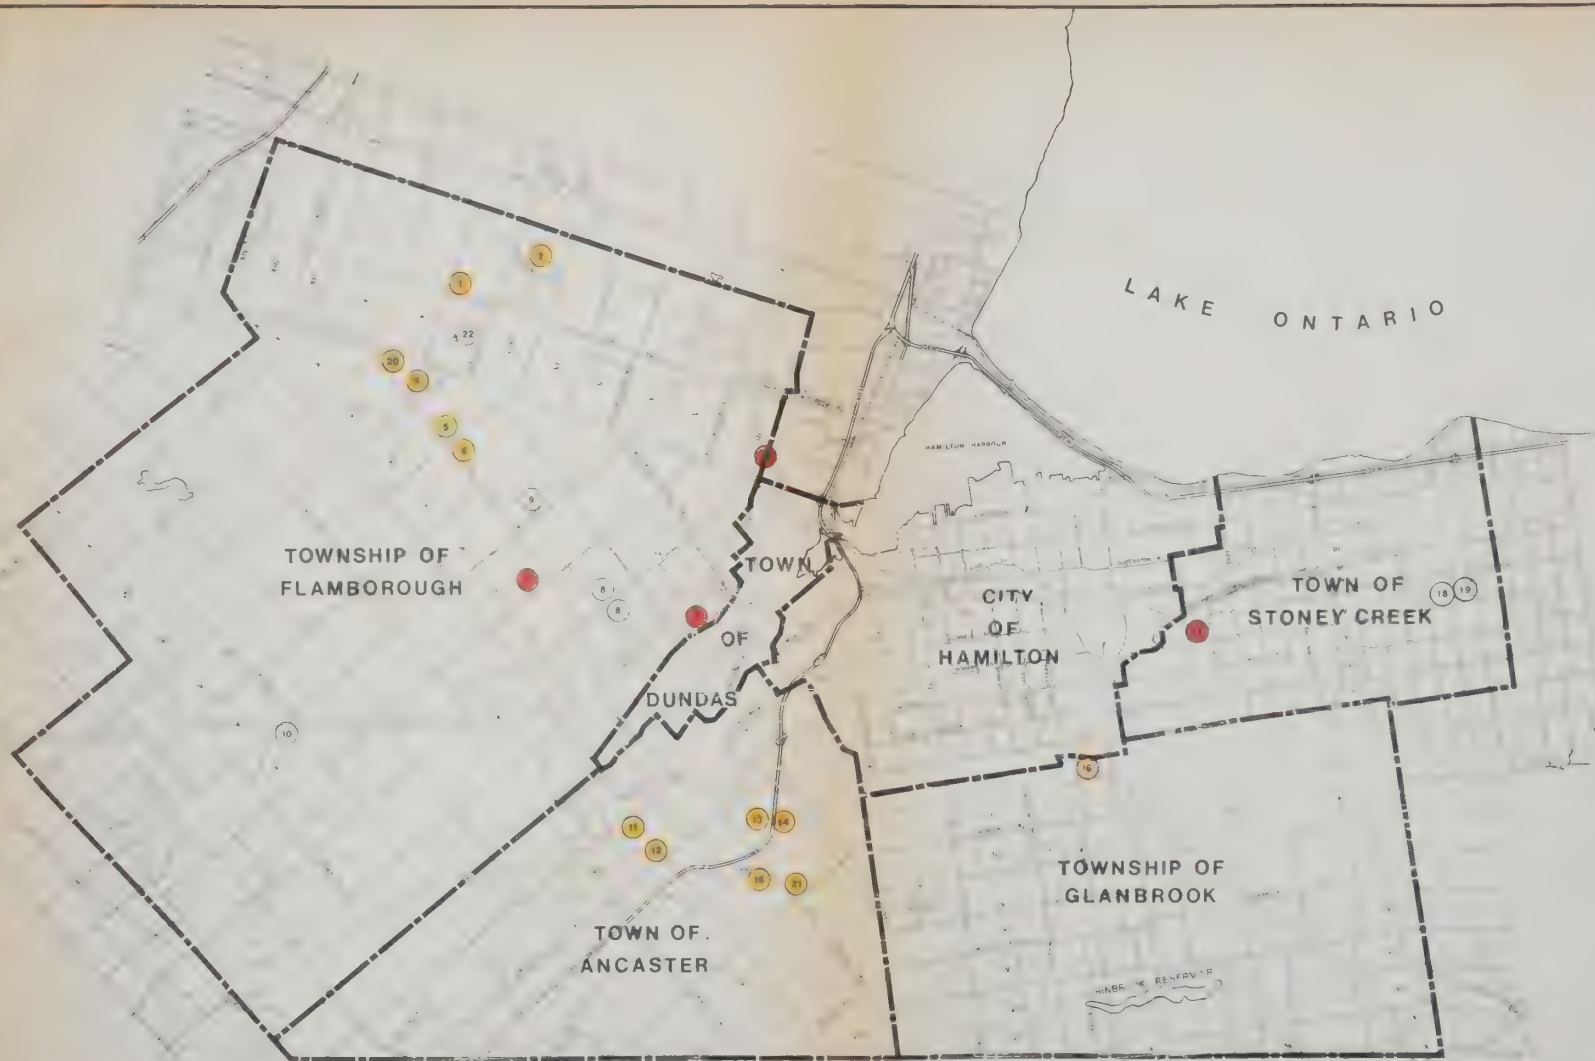 LAKE ONTARIO
2
1
22
20
5
6
HAMILTON HARBOUR
9
TOWNSHIP OF
FLAMBOROUGH
8
8
10
TOWN
OF
DUNDAS
CITY
OF
HAMILTON
TOWN OF
STONEY CREEK
18 19
16
11
12
13 14
21
TOWN OF
ANCASTER
TOWNSHIP OF
GLANBROOK
RESERVOIR